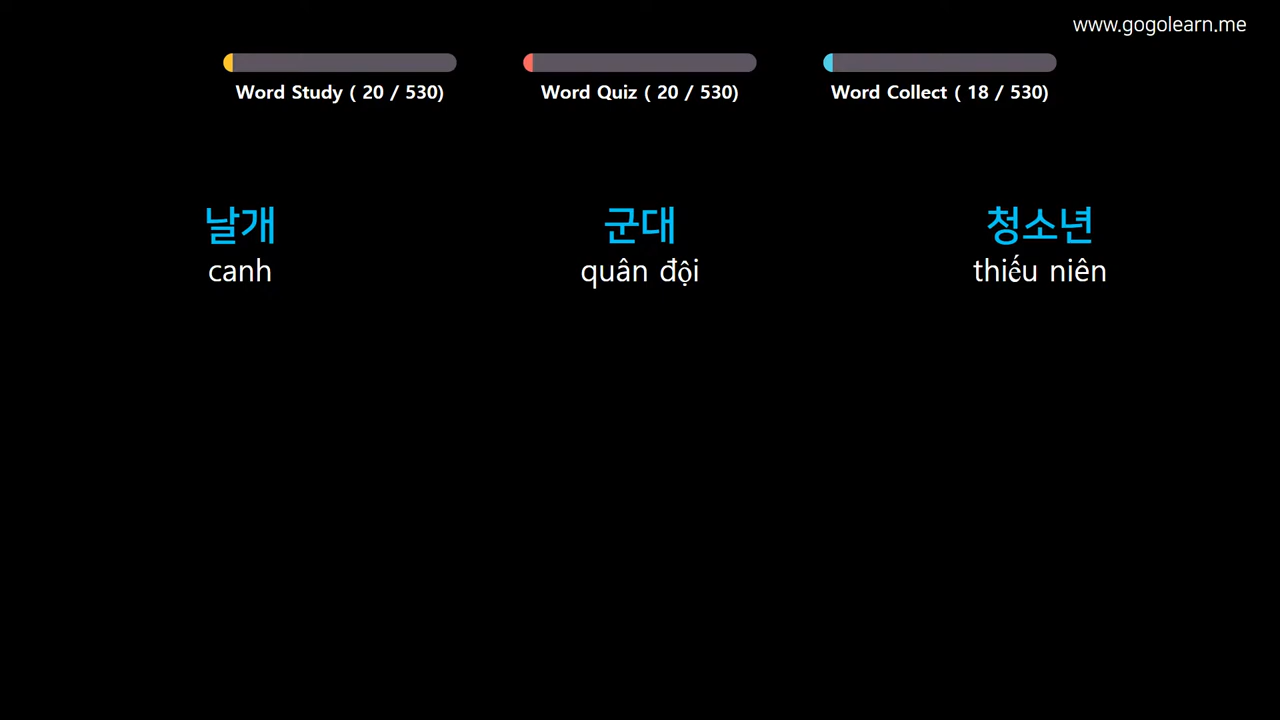 www.gogolearn.me
Word Study ( 20 / 530)
Word Quiz ( 20 / 530)
Word Collect ( 18 / 530)
날개
canh
군대
quân đội
청소년
thiếu niên